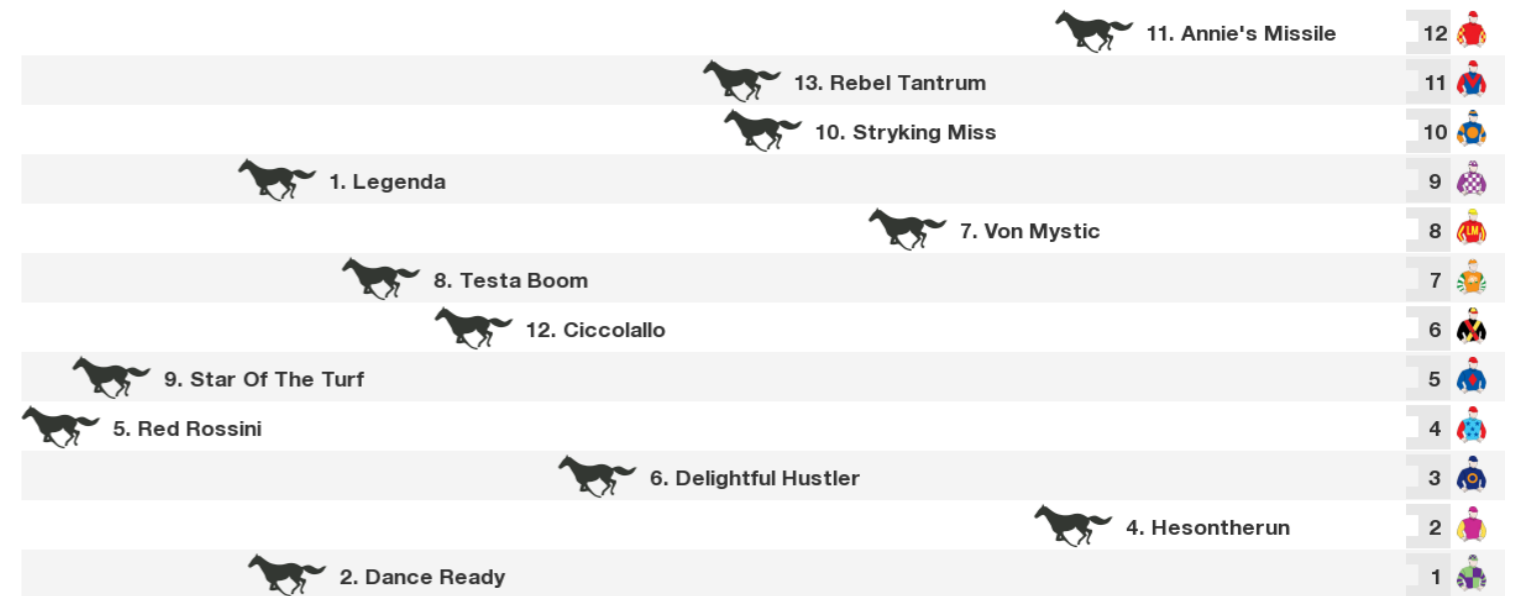 11. Annie's Missile 12
13. Rebel Tantrum 11
10. Stryking Miss 10
1. Legenda 9
7. Von Mystic 8
LM
8. Testa Boom 7
12. Ciccolallo 6
9. Star Of The Turf 5
5. Red Rossini 4
6. Delightful Hustler 3
4. Hesontherun 2
2. Dance Ready 1